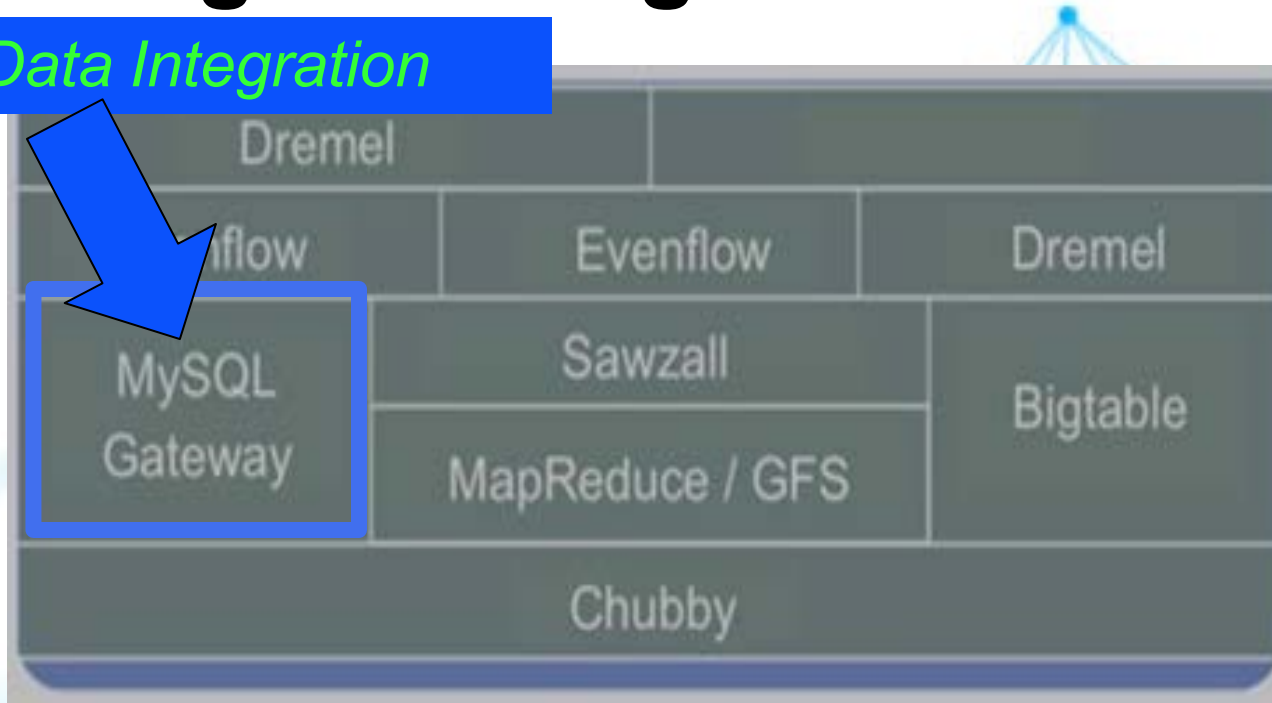 Data Integration
Dremel
Evenflow
Dremel
MySQL
Gateway
Sawzall
Bigtable
MapReduce / GFS
Chubby